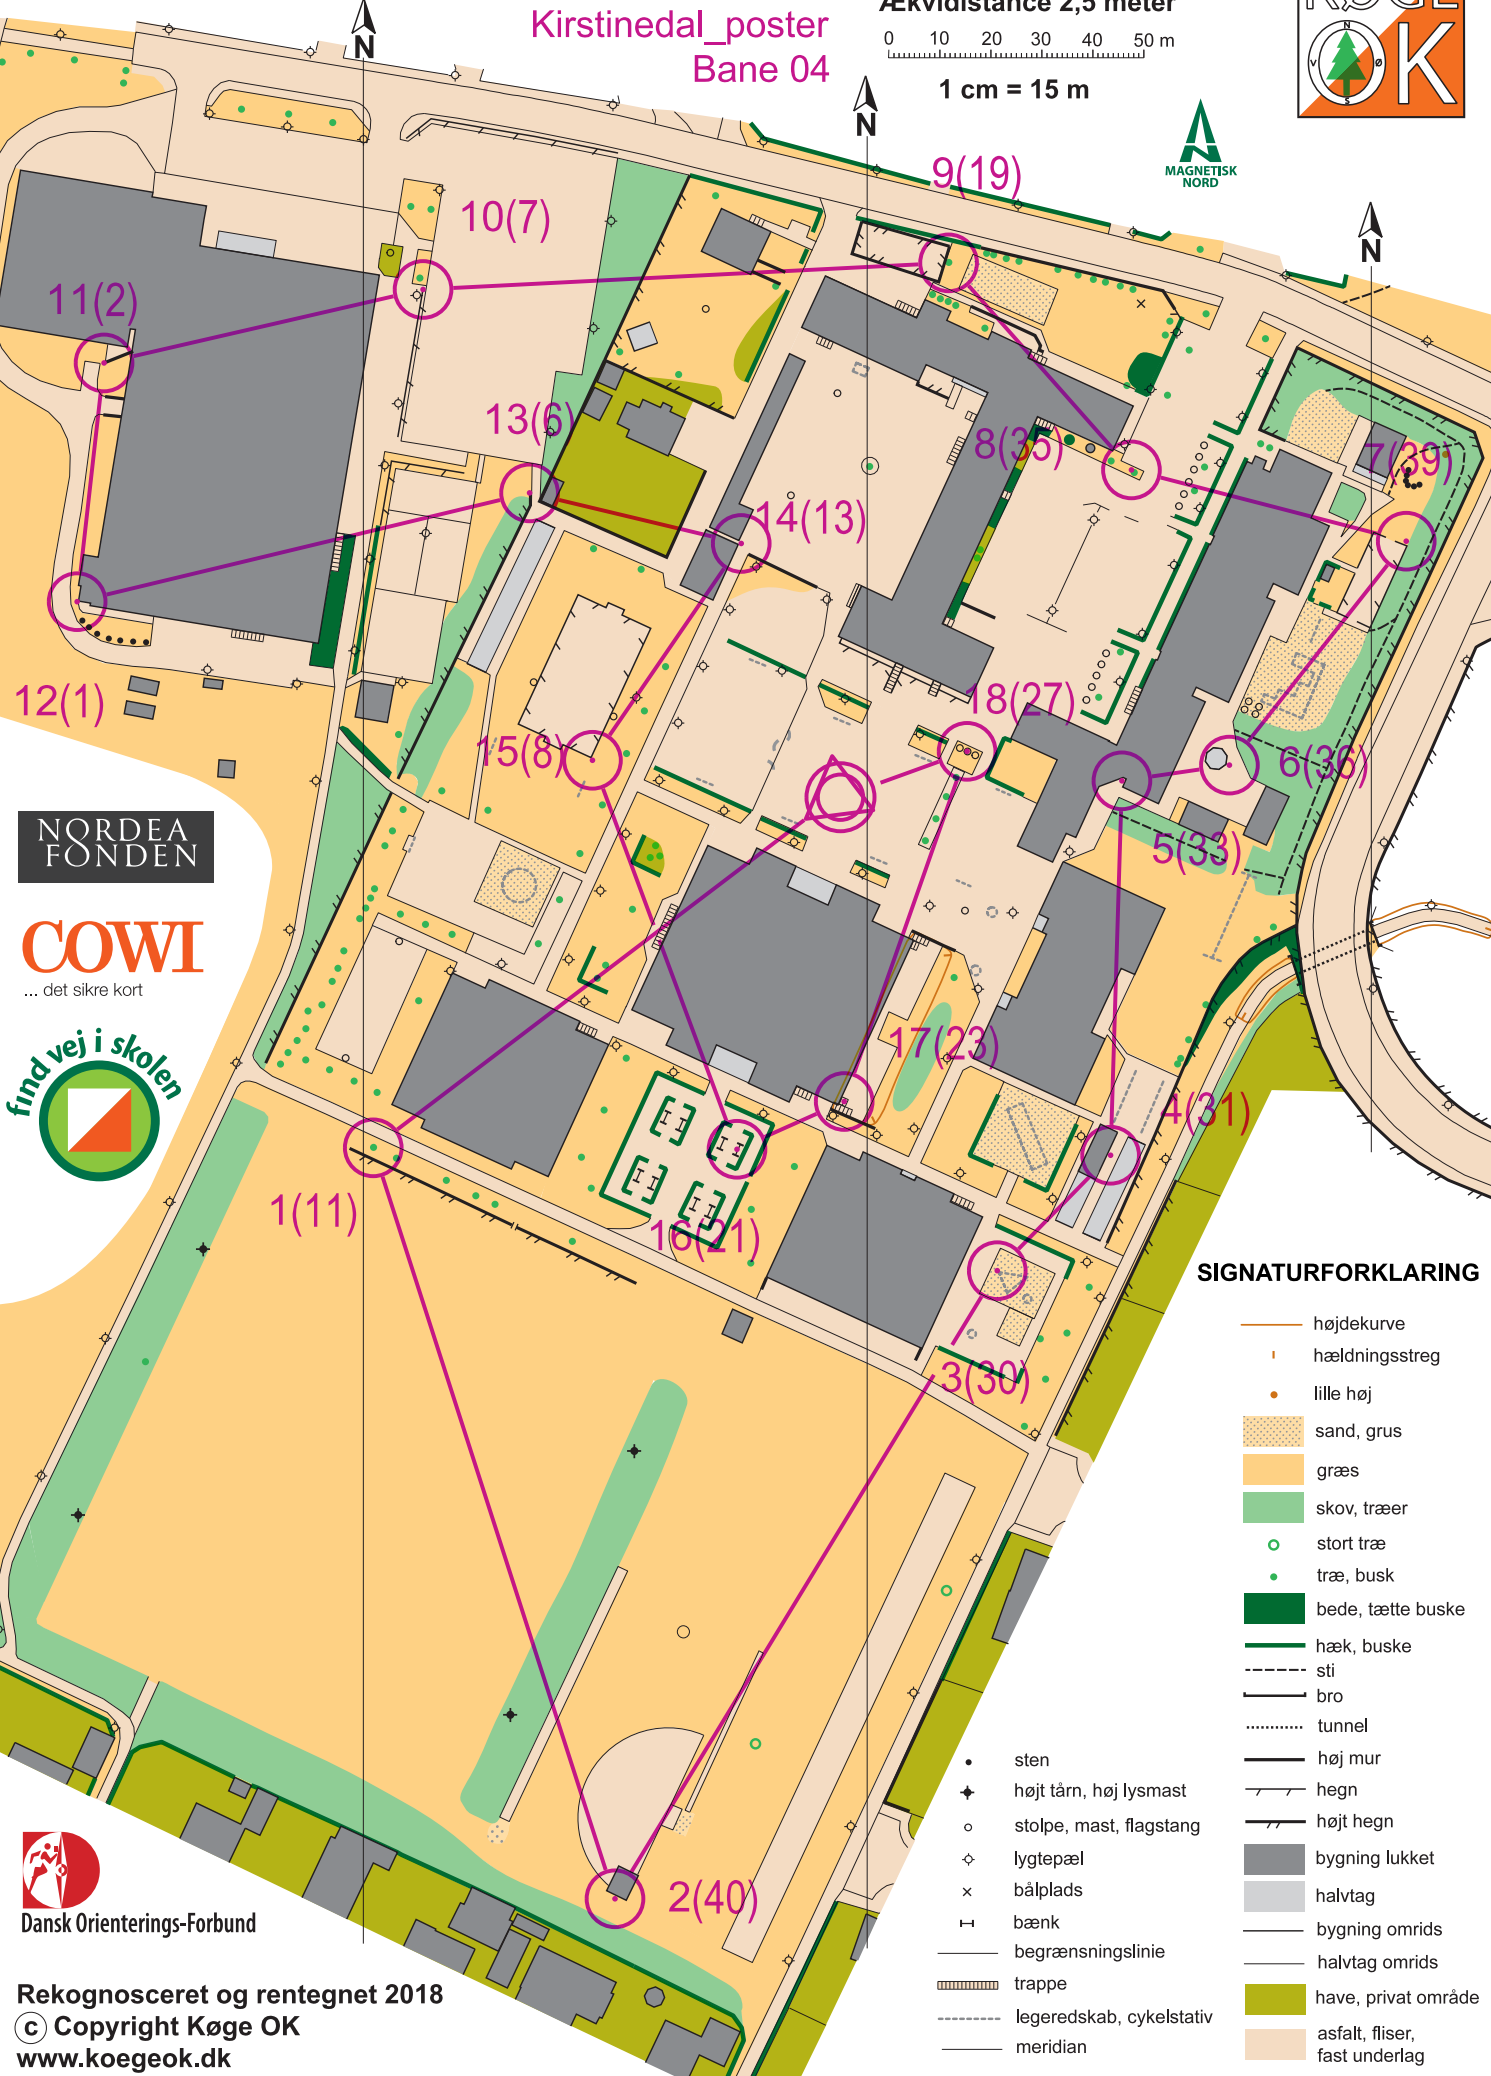 Kirstinedal_poster
Bane 04
Ækvidistance 2,5 meter
0 10 20 30 40 50 m
1 cm = 15 m
KØGE
OK
N
V Ø
S
MAGNETISK
NORD
N
N
N
9(19)
10(7)
11(2)
13(6)
8(35)
7(39)
14(13)
12(1)
18(27)
15(8)
6(36)
5(33)
17(23)
4(31)
1(11)
16(21)
3(30)
2(40)
NORDEA
FONDEN
COWI
... det sikre kort
find vej i skolen
SIGNATURFORKLARING
højdekurve
hældningsstreg
lille høj
sand, grus
græs
skov, træer
stort træ
træ, busk
bede, tætte buske
hæk, buske
sti
bro
tunnel
høj mur
hegn
højt hegn
bygning lukket
halvtag
bygning omrids
halvtag omrids
have, privat område
asfalt, fliser,
fast underlag
sten
højt tårn, høj lysmast
stolpe, mast, flagstang
lygtepæl
bålplads
bænk
begrænsningslinie
trappe
legeredskab, cykelstativ
meridian
Dansk Orienterings-Forbund
Rekognosceret og rentegnet 2018
c Copyright Køge OK
www.koegeok.dk